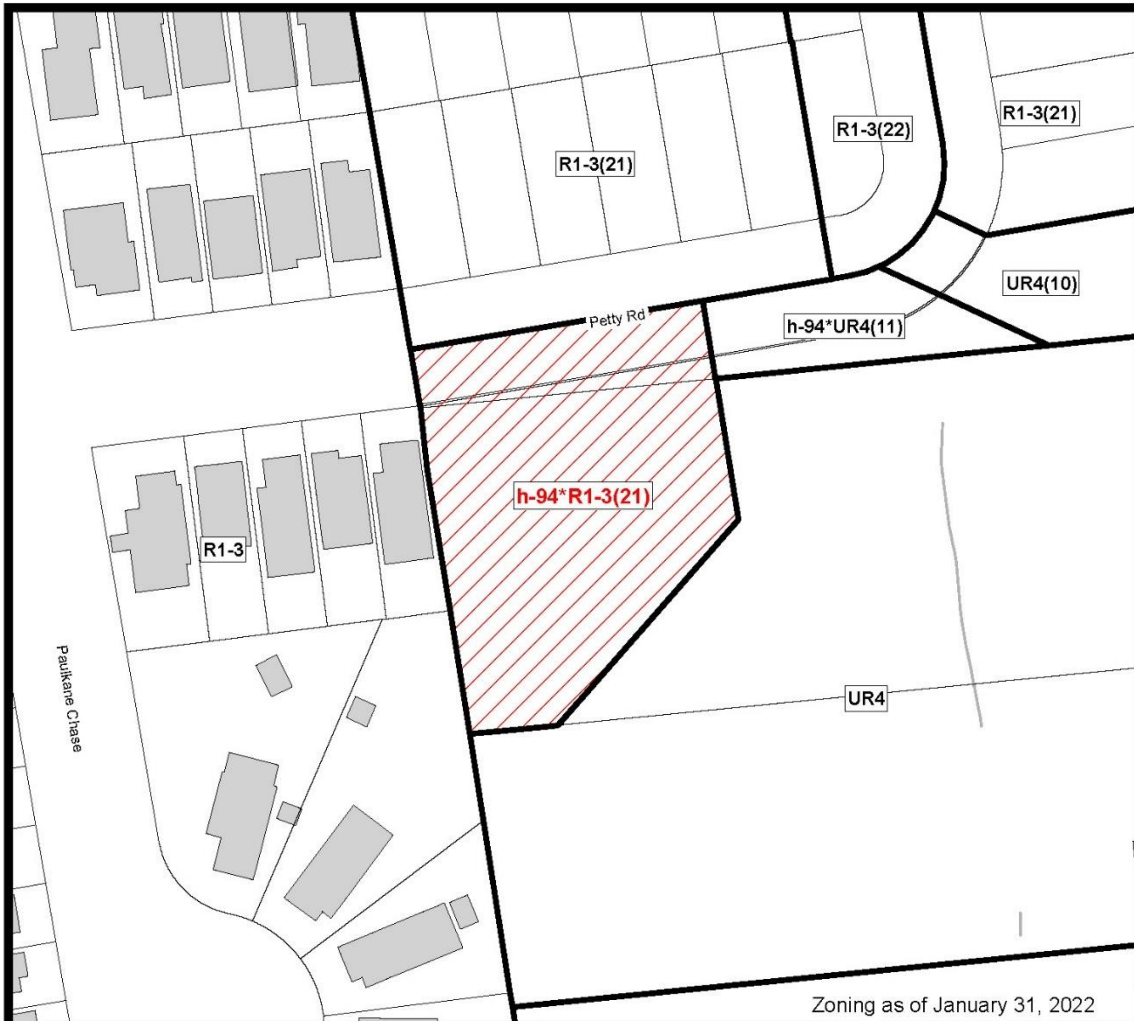 R1-3(22)
R1-3(21)
R1-3(21)
UR4(10)
Petty Rd
h-94*UR4(11)
h-94*R1-3(21)
R1-3
Paulkane Chase
UR4
Zoning as of January 31, 2022